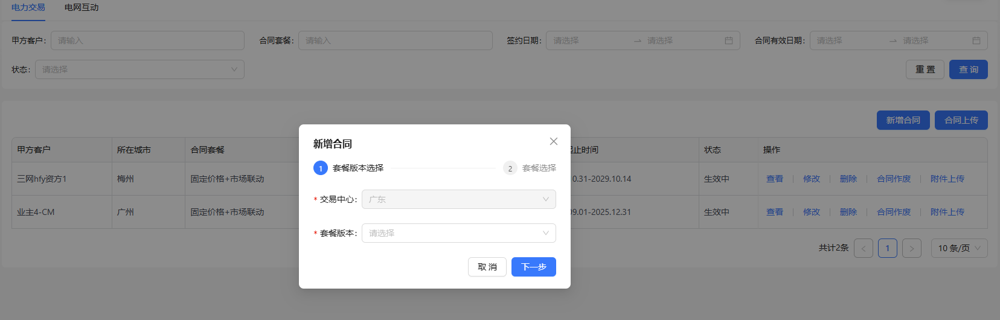 电力交易 电网互动
甲方客户： 请输入 合同套餐： 请输入 签约日期： 请选择 → 请选择 合同有效日期： 请选择 → 请选择
状态： 请选择 重置 查询
新增合同 合同上传
甲方客户 所在城市 合同套餐 止时间 状态 操作
三网hfy资方1 梅州 固定价格+市场联动 0.31-2029.10.14 生效中 查看 修改 删除 合同作废 附件上传
业主4-CM 广州 固定价格+市场联动 09.01-2025.12.31 生效中 查看 修改 删除 合同作废 附件上传
共计2条 < 1 > 10 条/页
新增合同
1 套餐版本选择 2 套餐选择
* 交易中心： 广东
* 套餐版本： 请选择
取消 下一步